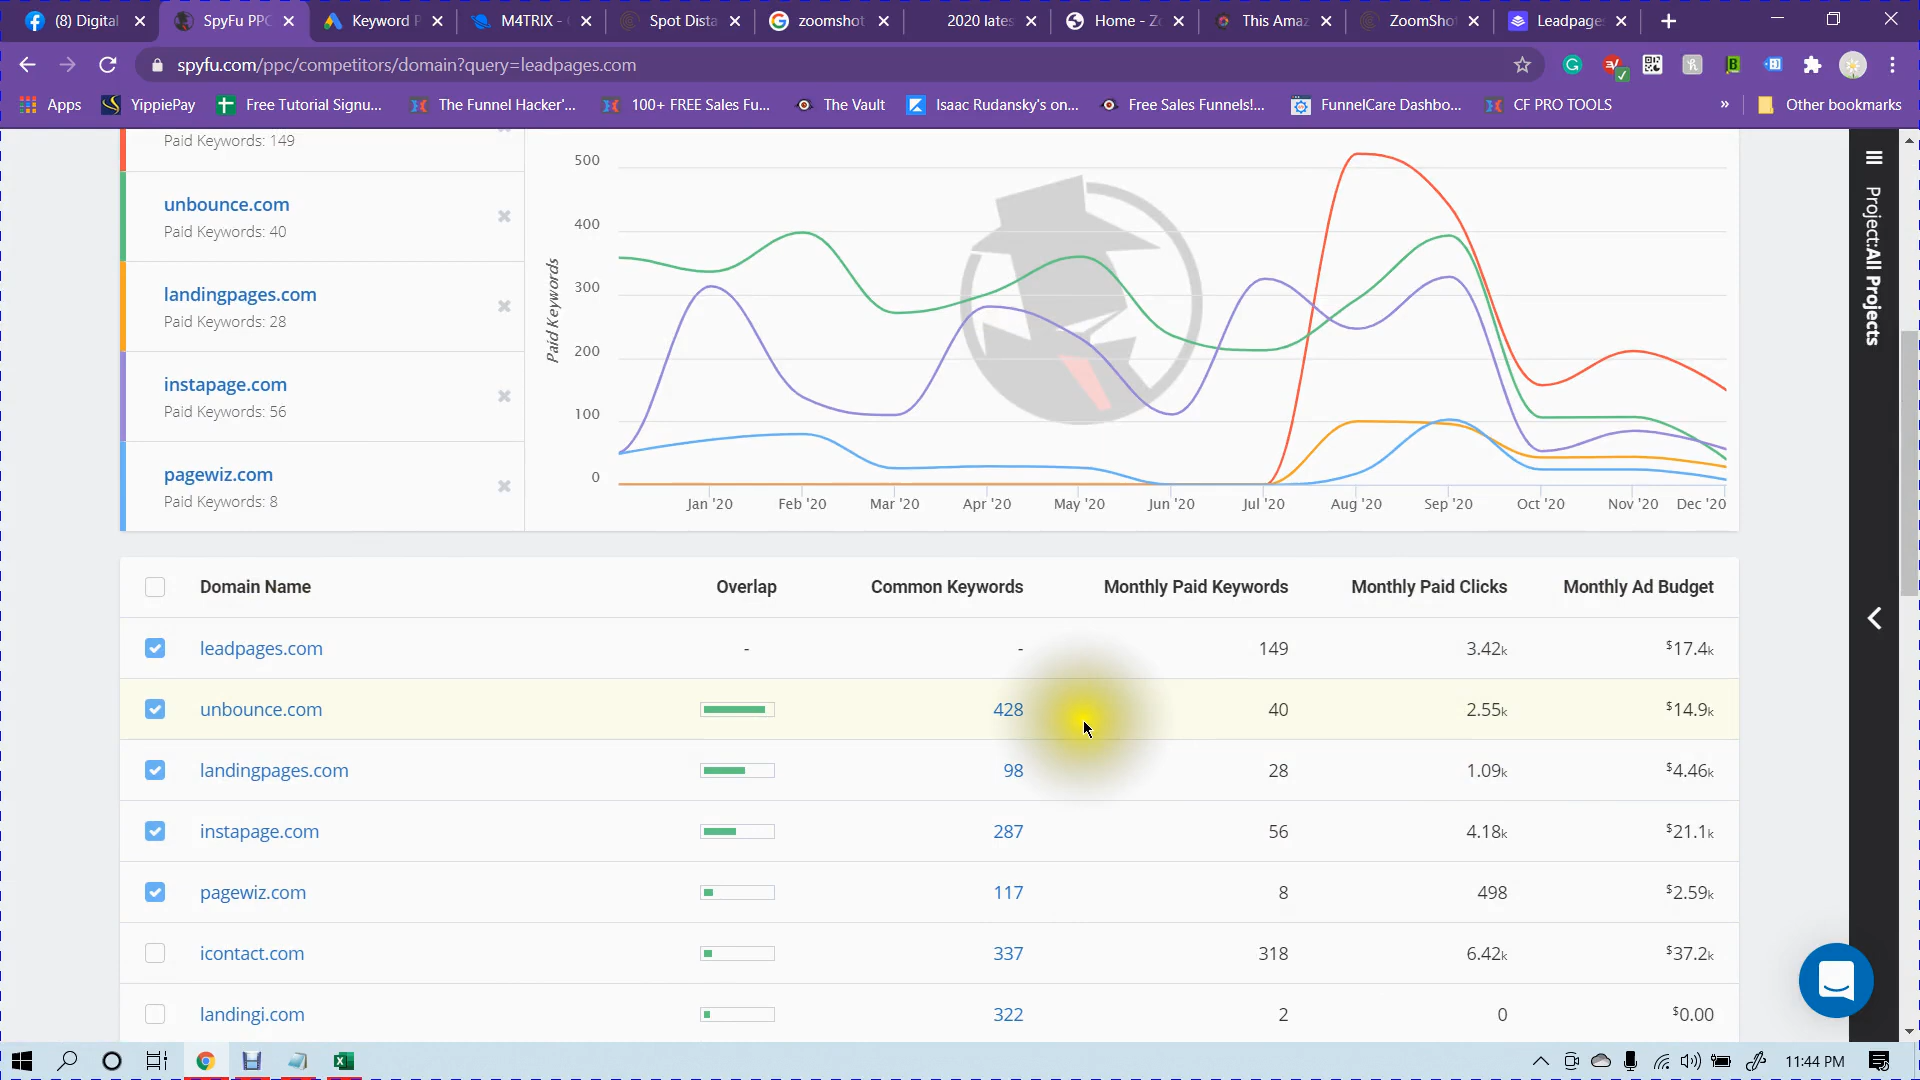 (8) Digital
SpyFu PPC
Keyword P
M4TRIX -
Spot Dista
zoomshot
2020 lates
Home - Zo
This Amaz
ZoomShot
Leadpages
spyfu.com/ppc/competitors/domain?query=leadpages.com
Apps
YippiePay
Free Tutorial Signu...
The Funnel Hacker'...
100+ FREE Sales Fu...
The Vault
Isaac Rudansky's on...
Free Sales Funnels!...
FunnelCare Dashbo...
CF PRO TOOLS
»
Other bookmarks
Paid Keywords: 149
unbounce.com
Paid Keywords: 40
landingpages.com
Paid Keywords: 28
instapage.com
Paid Keywords: 56
pagewiz.com
Paid Keywords: 8
Paid Keywords
500
400
300
200
100
0
Jan '20 Feb '20 Mar '20 Apr '20 May '20 Jun '20 Jul '20 Aug '20 Sep '20 Oct '20 Nov '20 Dec '20
Project:All Projects
Domain Name Overlap Common Keywords Monthly Paid Keywords Monthly Paid Clicks Monthly Ad Budget
leadpages.com - - 149 3.42k $17.4k
unbounce.com 428 40 2.55k $14.9k
landingpages.com 98 28 1.09k $4.46k
instapage.com 287 56 4.18k $21.1k
pagewiz.com 117 8 498 $2.59k
icontact.com 337 318 6.42k $37.2k
landingi.com 322 2 0 $0.00
11:44 PM